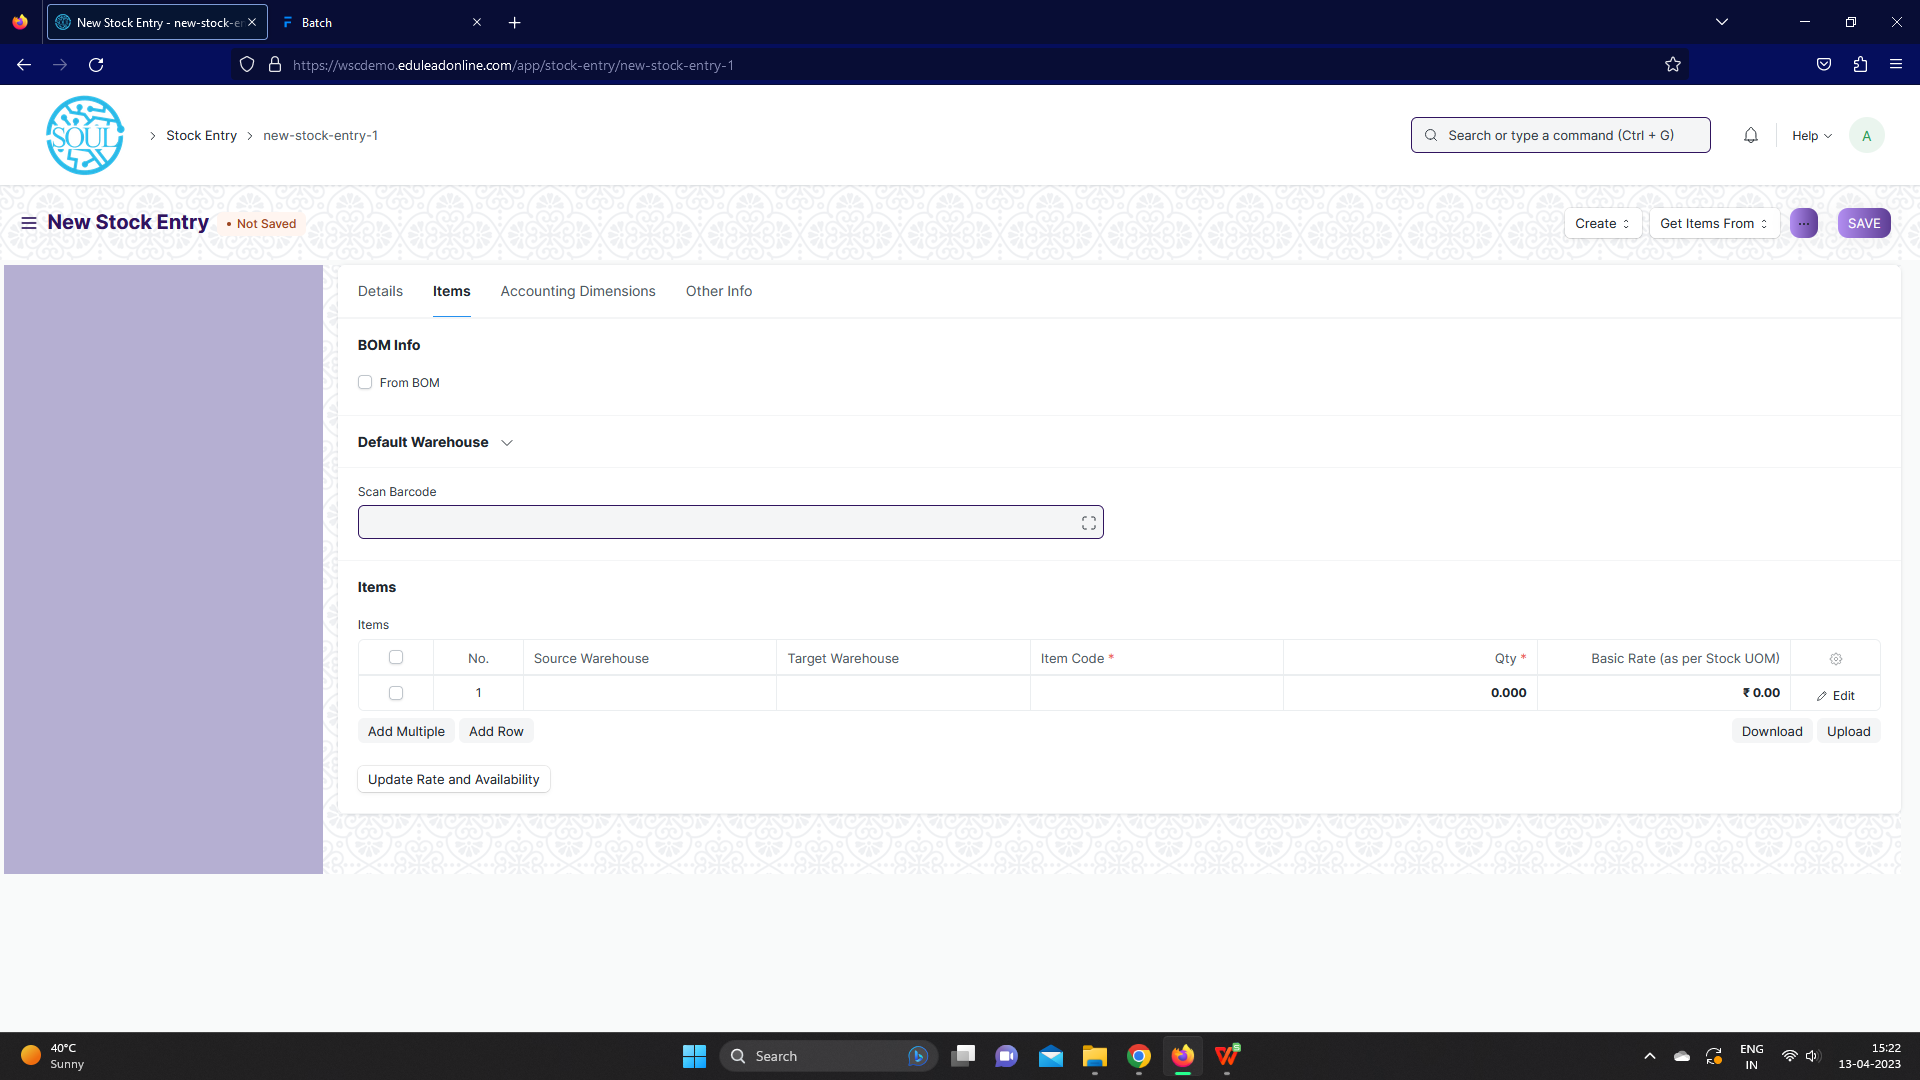 New Stock Entry - new-stock-e
Batch
https://wscdemo.eduleadonline.com/app/stock-entry/new-stock-entry-1
SOUL
Stock Entry
new-stock-entry-1
Search or type a command (Ctrl + G)
Help
A
New Stock Entry
• Not Saved
Create
Get Items From
...
SAVE
Details
Items
Accounting Dimensions
Other Info
BOM Info
From BOM
Default Warehouse
Scan Barcode
Items
Items
No.
Source Warehouse
Target Warehouse
Item Code *
Qty *
Basic Rate (as per Stock UOM)
1
0.000
₹ 0.00
Edit
Add Multiple
Add Row
Download
Upload
Update Rate and Availability
40°C
Sunny
Search
ENG
IN
15:22
13-04-2023